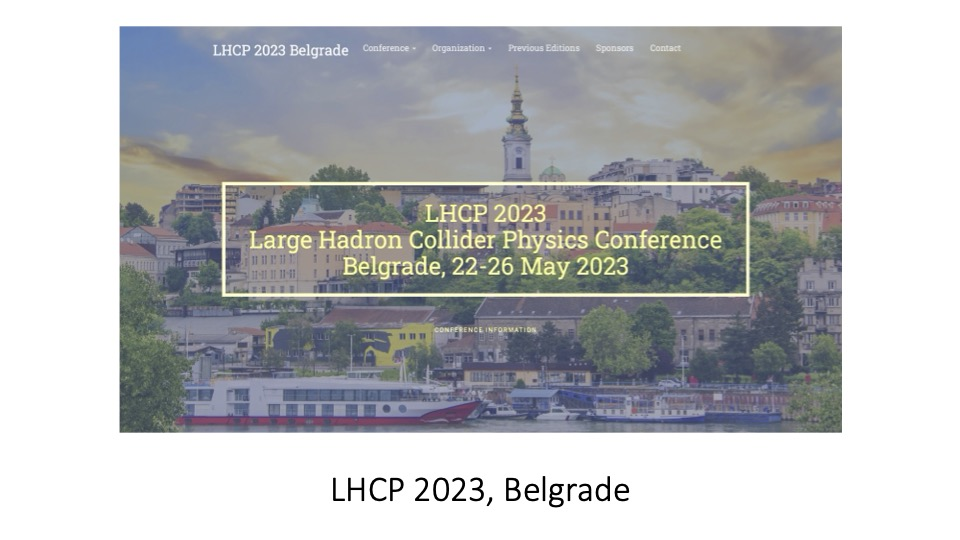 LHCP 2023 Belgrade Conference Organization Previous Editions Sponsors Contact
LHCP 2023
Large Hadron Collider Physics Conference
Belgrade, 22-26 May 2023
CONFERENCE INFORMATION
LHCP 2023, Belgrade